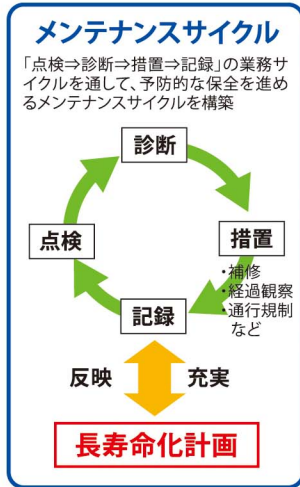 メンテナンスサイクル
「点検⇒診断⇒措置⇒記録」の業務サ
イクルを通して、予防的な保全を進め
るメンテナンスサイクルを構築
診断
点検
措置
・補修
・経過観察
・通行規制
など
記録
反映
充実
長寿命化計画